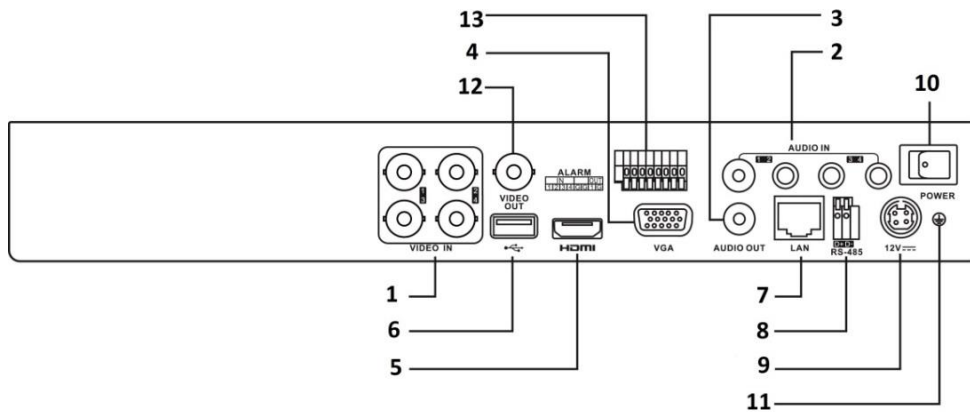 13
3
4
2
12
10
AUDIO IN
1 2
3 4
ALARM
IN OUT
VIDEO
OUT
POWER
VIDEO IN
HDMI
VGA
AUDIO OUT
LAN
D+ D-
RS-485
12V
1
6
5
7
8
9
11